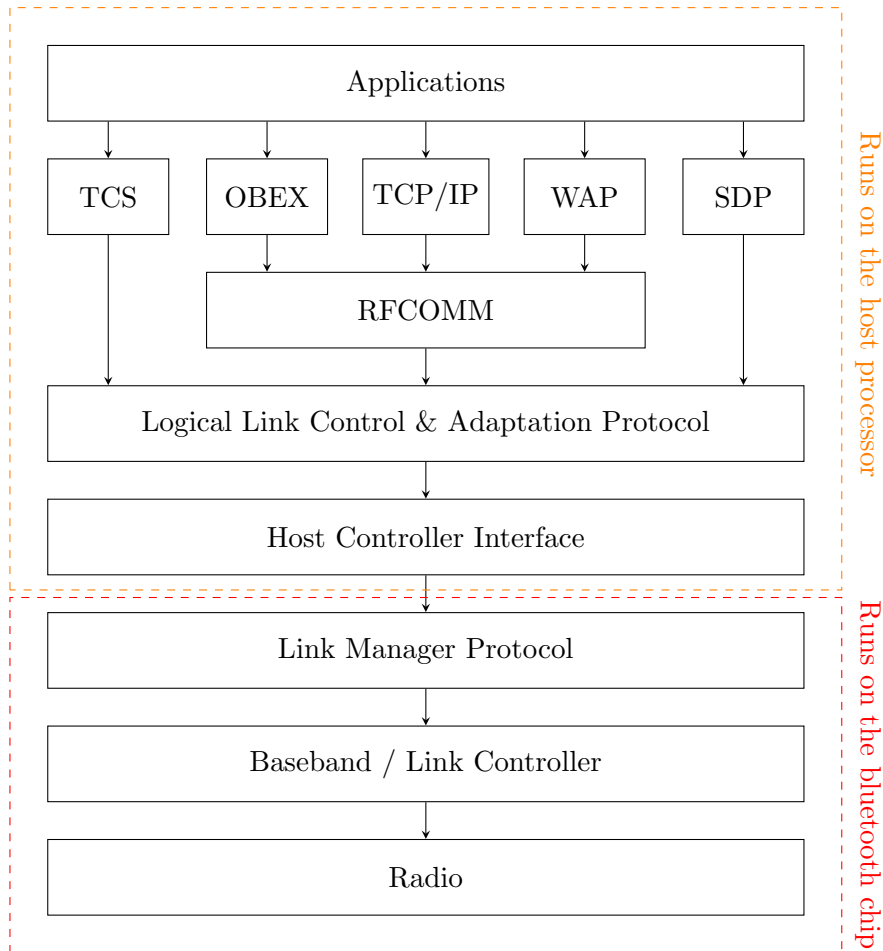 Applications
TCS
OBEX
TCP/IP
WAP
SDP
RFCOMM
Logical Link Control & Adaptation Protocol
Host Controller Interface
Link Manager Protocol
Baseband / Link Controller
Radio
Runs on the host processor
Runs on the bluetooth chip